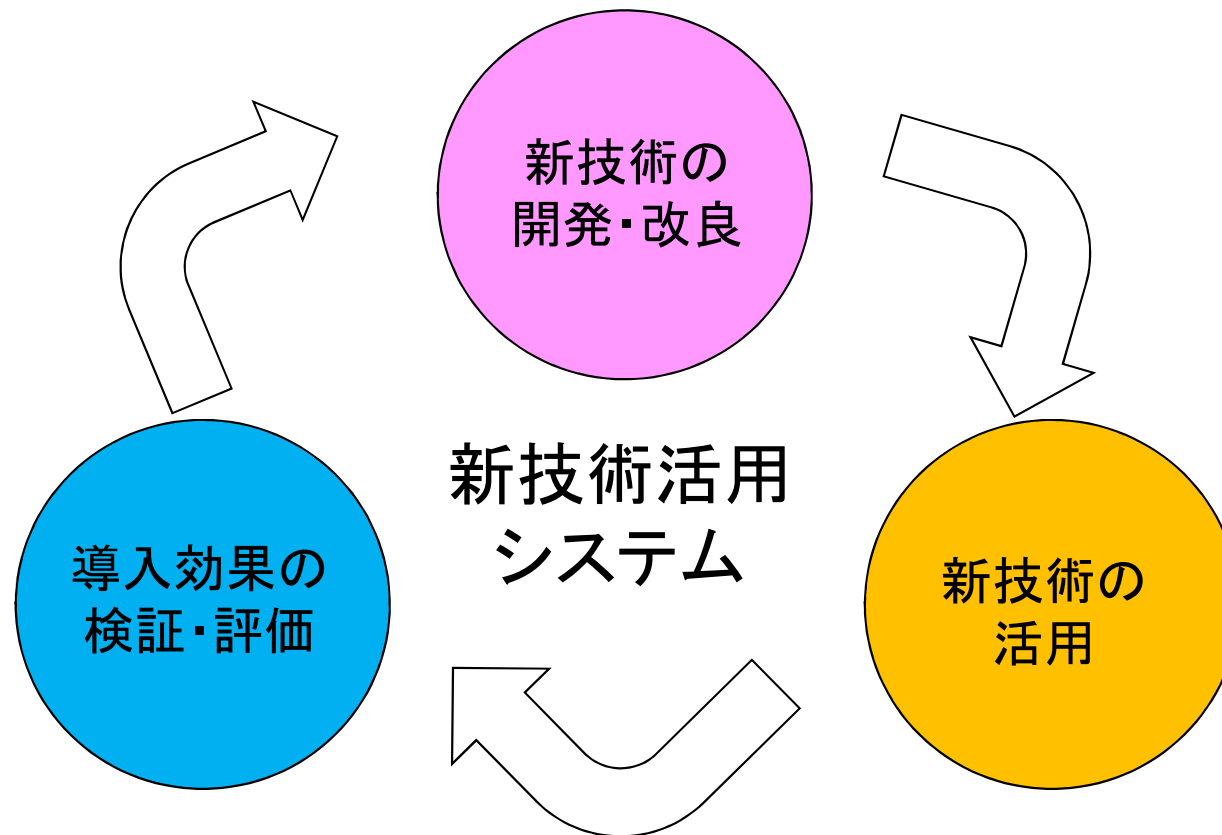 新技術の
開発・改良
新技術活用
システム
導入効果の
検証・評価
新技術の
活用